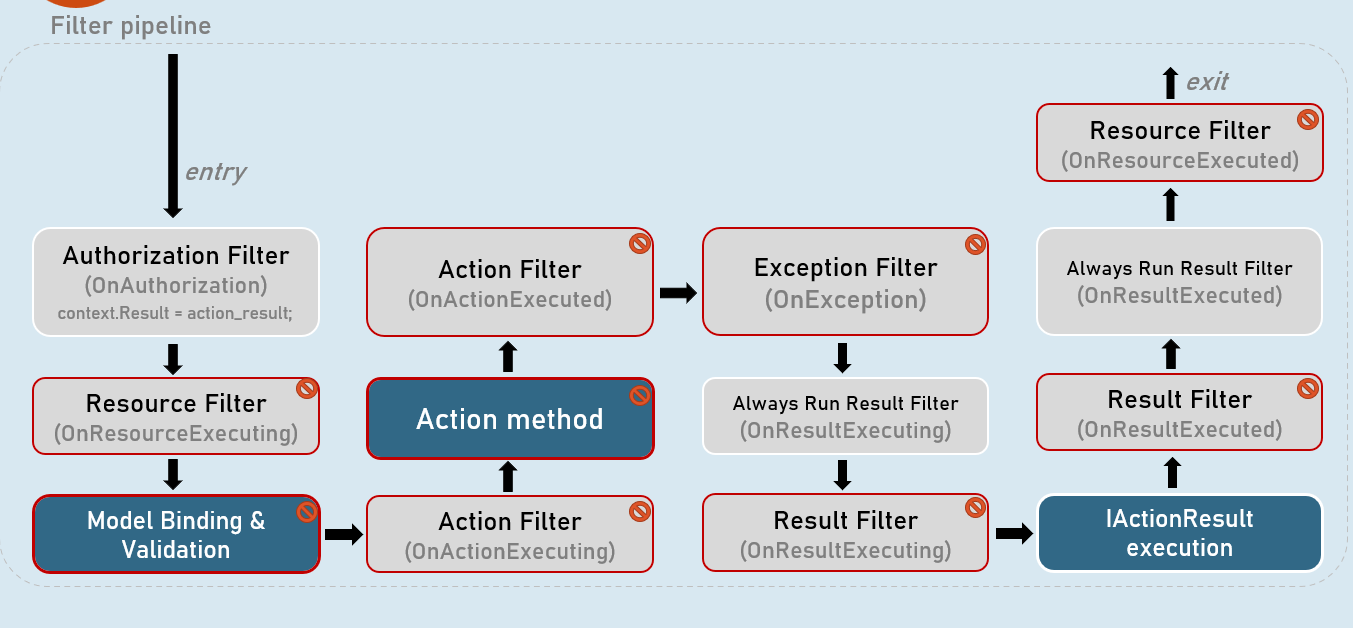 Filter pipeline
entry
Authorization Filter
(OnAuthorization)
context.Result = action_result;
Resource Filter
(OnResourceExecuting)
Model Binding &
Validation
Action Filter
(OnActionExecuting)
Action method
Action Filter
(OnActionExecuted)
Exception Filter
(OnException)
Always Run Result Filter
(OnResultExecuting)
Result Filter
(OnResultExecuting)
IActionResult
execution
Result Filter
(OnResultExecuted)
Always Run Result Filter
(OnResultExecuted)
Resource Filter
(OnResourceExecuted)
exit